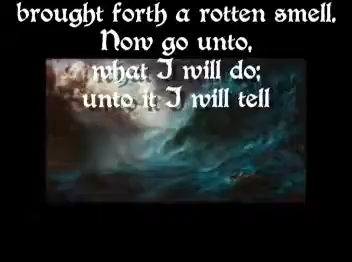 brought forth a rotten smell.
Now go unto,
what I will do;
unto it I will tell